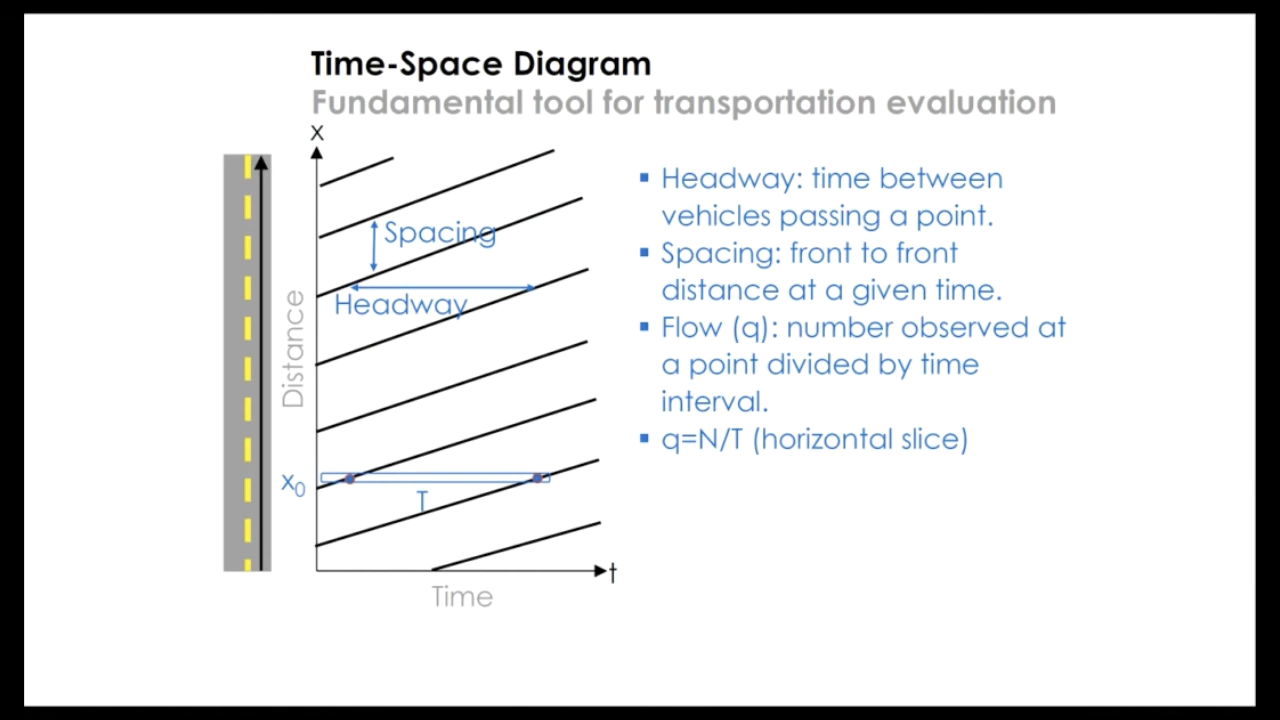 Time-Space Diagram
Fundamental tool for transportation evaluation
x
Spacing
Headway
Distance
x₀
T
t
Time
▪ Headway: time between
vehicles passing a point.
▪ Spacing: front to front
distance at a given time.
▪ Flow (q): number observed at
a point divided by time
interval.
▪ q=N/T (horizontal slice)